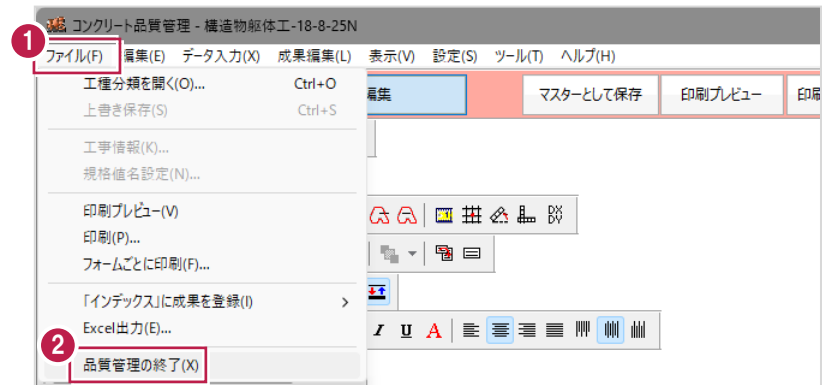 コンクリート品質管理 - 構造物躯体工-18-8-25N
1
ファイル(F) 編集(E) データ入力(X) 成果編集(L) 表示(V) 設定(S) ツール(T) ヘルプ(H)
工種分類を開く(O)... Ctrl+O
上書き保存(S) Ctrl+S
工事情報(K)...
規格値名設定(N)...
印刷プレビュー(V)
印刷(P)...
フォームごとに印刷(F)...
「インデックス」に成果を登録(I) >
Excel出力(E)...
2
品質管理の終了(X)
編集 マスターとして保存 印刷プレビュー 印刷
DX
DY
I U A